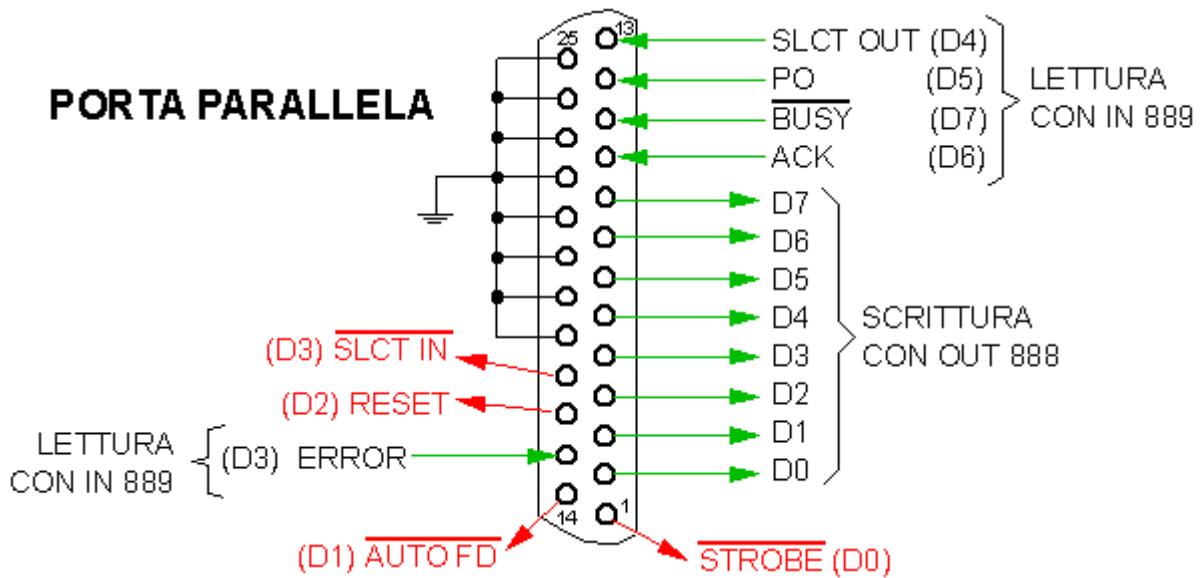 PORTA PARALLELA
25
13
SLCT OUT (D4)
PO (D5)
BUSY (D7)
ACK (D6)
LETTURA
CON IN 889
D7
D6
D5
D4
D3
D2
D1
D0
SCRITTURA
CON OUT 888
(D3) SLCT IN
(D2) RESET
LETTURA
CON IN 889
(D3) ERROR
14
1
(D1) AUTO FD
STROBE (D0)